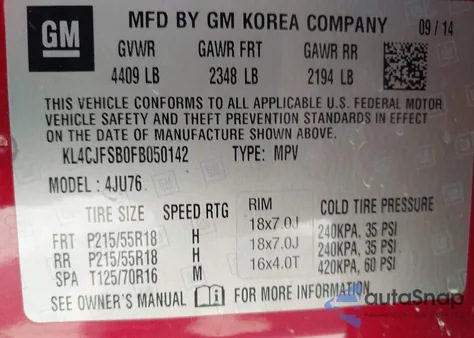 GM
MFD BY GM KOREA COMPANY 09 / 14
GVWR GAWR FRT GAWR RR
4409 LB 2348 LB 2194 LB
THIS VEHICLE CONFORMS TO ALL APPLICABLE U.S. FEDERAL MOTOR
VEHICLE SAFETY AND THEFT PREVENTION STANDARDS IN EFFECT
ON THE DATE OF MANUFACTURE SHOWN ABOVE.
KL4CJFSB0FB050142 TYPE: MPV
MODEL : 4JU76
TIRE SIZE SPEED RTG RIM COLD TIRE PRESSURE
FRT P215/55R18 H 18x7.0J 240KPA, 35 PSI
RR P215/55R18 H 18x7.0J 240KPA, 35 PSI
SPA T125/70R16 M 16x4.0T 420KPA, 60 PSI
SEE OWNER'S MANUAL FOR MORE INFORMATION
autoSnap